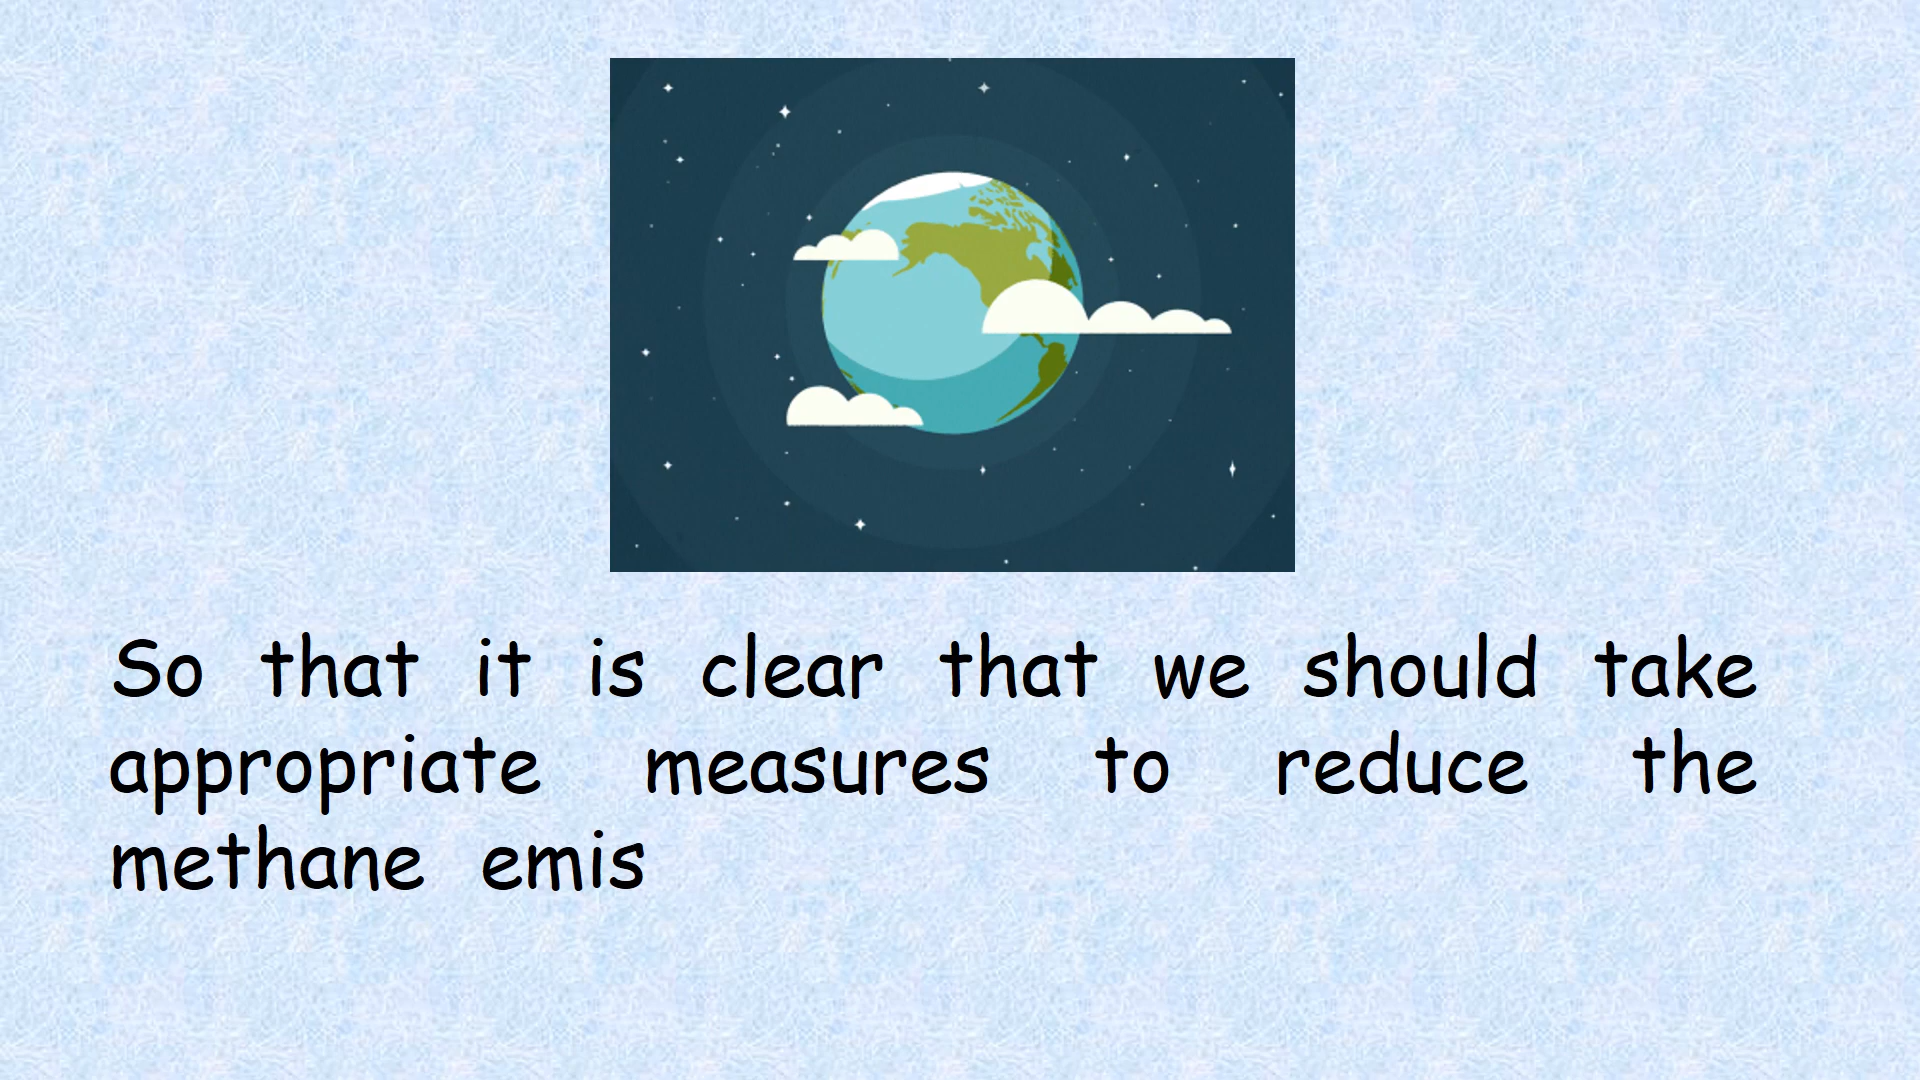 So that it is clear that we should take
appropriate measures to reduce the
methane emis